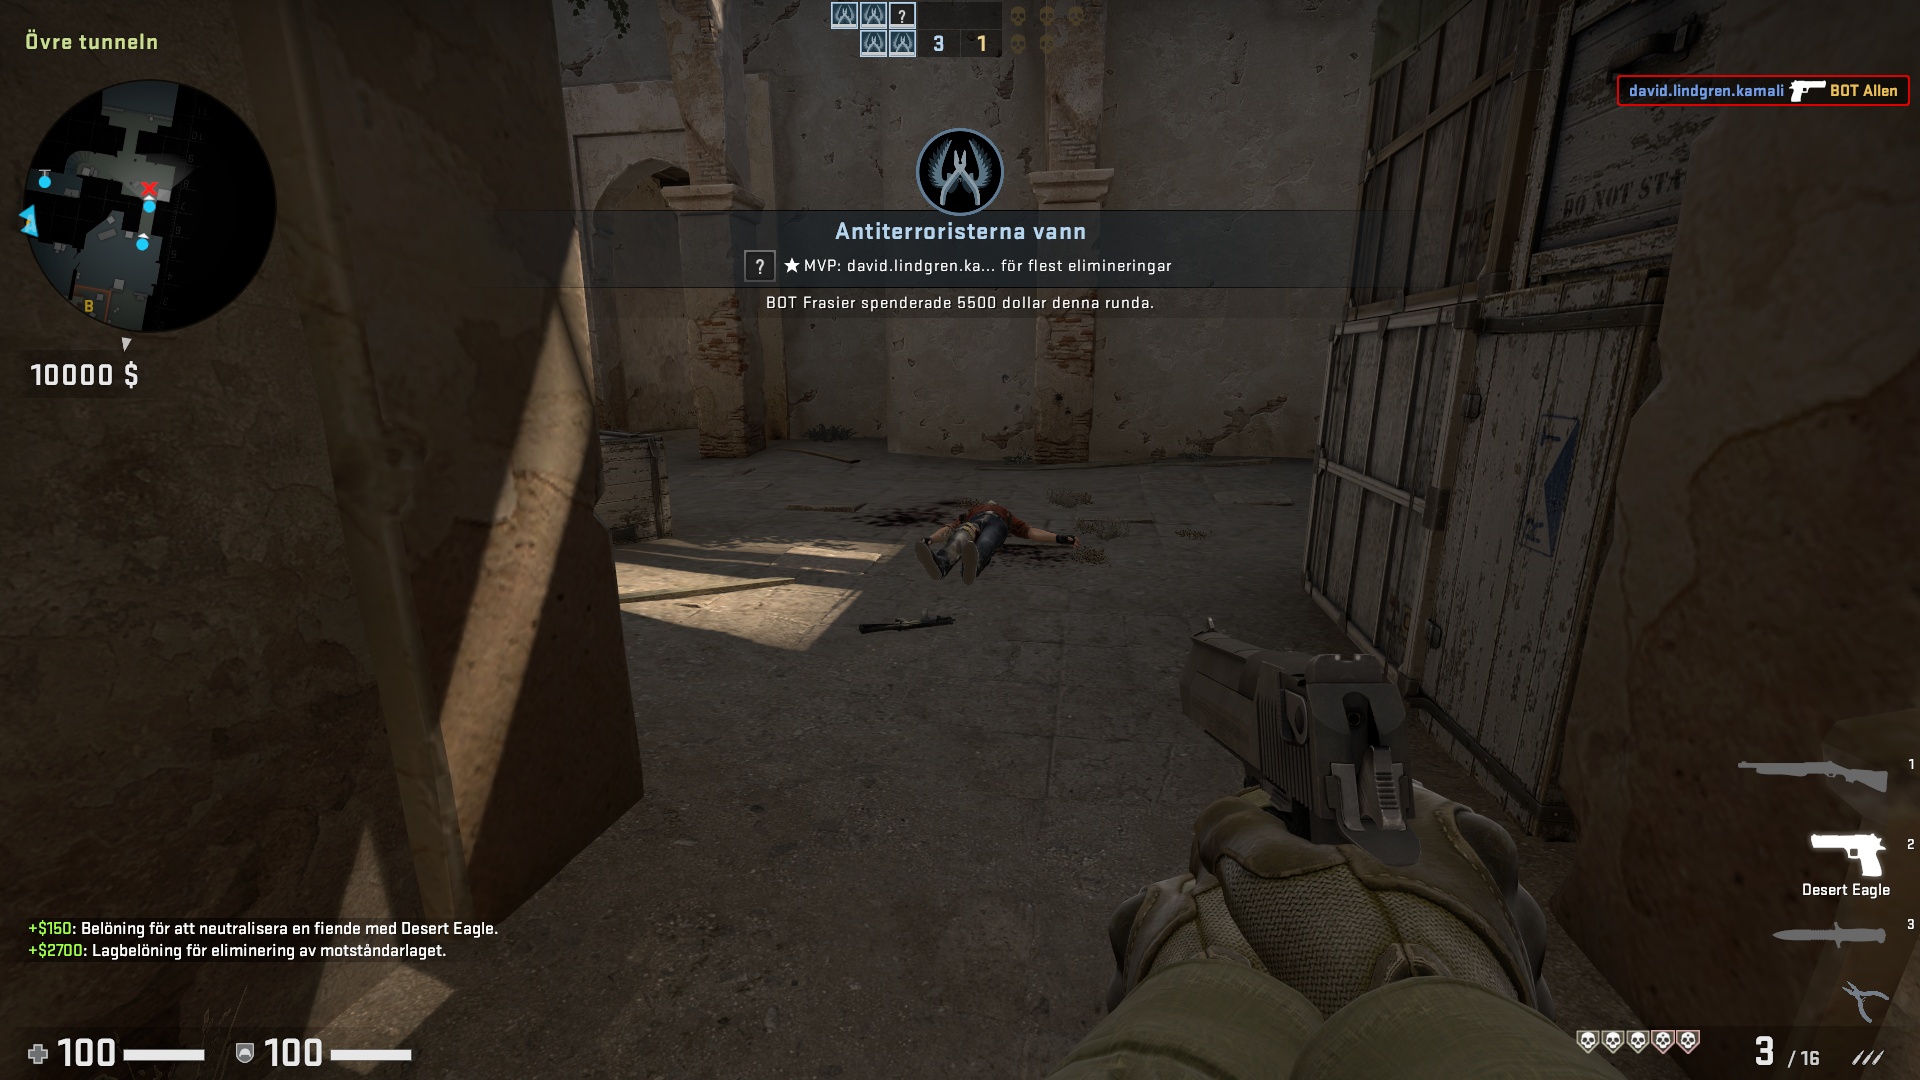 Övre tunneln
?
3 1
david.lindgren.kamali BOT Allen
Antiterroristerna vann
? ★ MVP: david.lindgren.ka... för flest elimineringar
BOT Frasier spenderade 5500 dollar denna runda.
DO NOT STA
B
10000 $
1
2
Desert Eagle
3
+$150: Belöning för att neutralisera en fiende med Desert Eagle.
+$2700: Lagbelöning för eliminering av motståndarlaget.
100 100
3 / 16